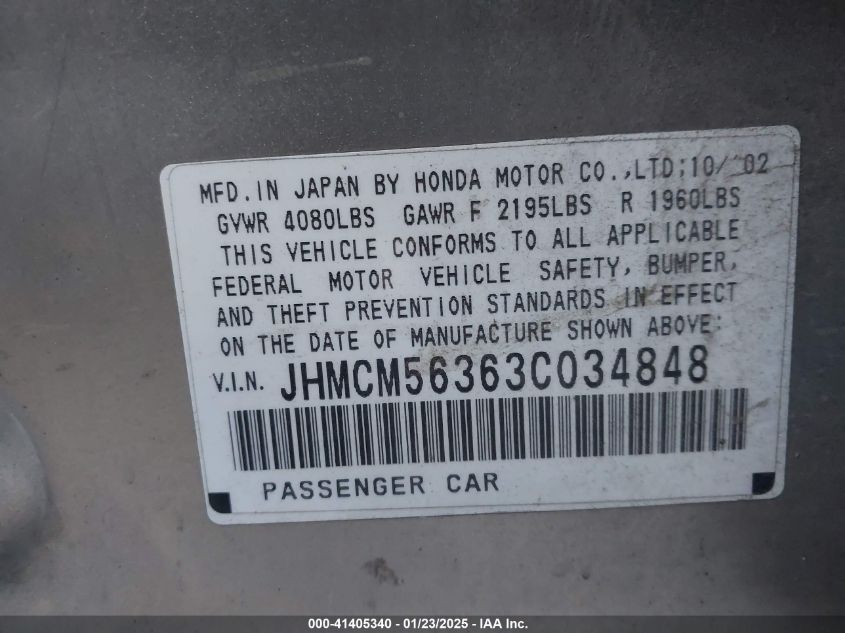 MFD.IN JAPAN BY HONDA MOTOR CO.,LTD;10/ 02
GVWR 4080LBS GAWR F 2195LBS R 1960LBS
THIS VEHICLE CONFORMS TO ALL APPLICABLE
FEDERAL MOTOR VEHICLE SAFETY, BUMPER,
AND THEFT PREVENTION STANDARDS IN EFFECT
ON THE DATE OF MANUFACTURE SHOWN ABOVE:
V.I.N. JHMCM56363C034848
PASSENGER CAR
000-41405340 - 01/23/2025 - IAA Inc.